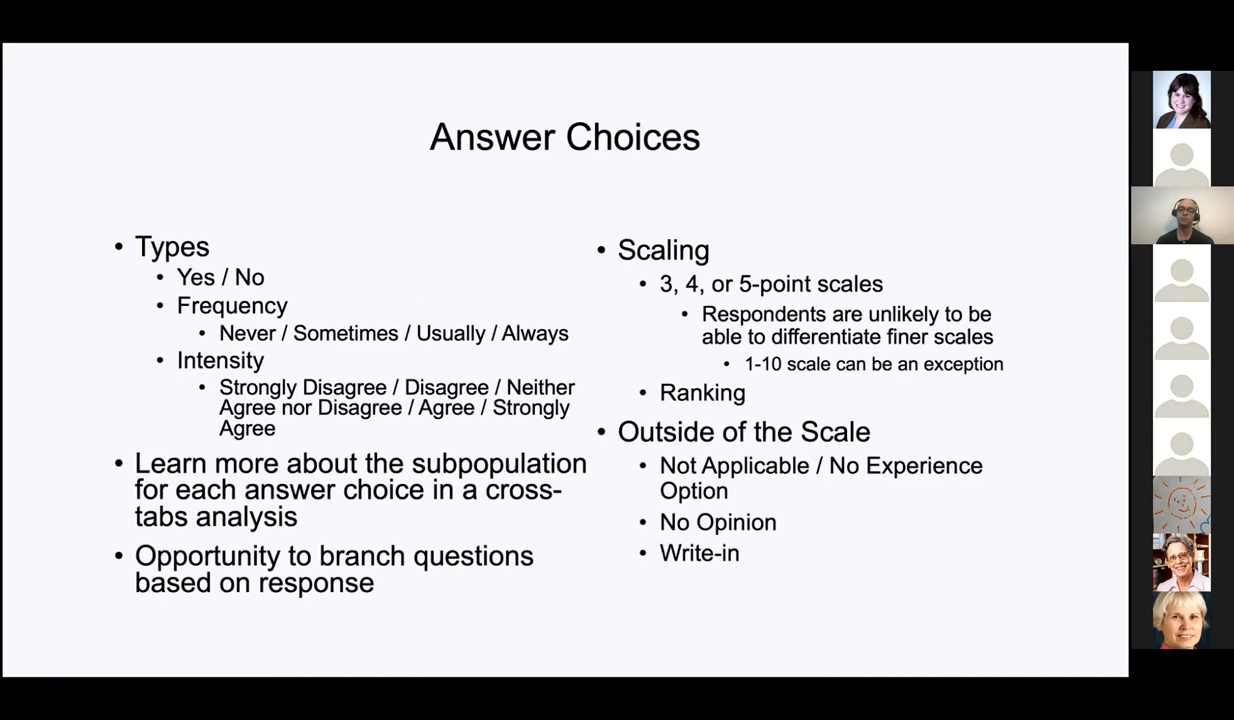 Answer Choices
• Types
• Yes / No
• Frequency
• Never / Sometimes / Usually / Always
• Intensity
• Strongly Disagree / Disagree / Neither
Agree nor Disagree / Agree / Strongly
Agree
• Learn more about the subpopulation
for each answer choice in a cross-
tabs analysis
• Opportunity to branch questions
based on response
• Scaling
• 3, 4, or 5-point scales
• Respondents are unlikely to be
able to differentiate finer scales
• 1-10 scale can be an exception
• Ranking
• Outside of the Scale
• Not Applicable / No Experience
Option
• No Opinion
• Write-in